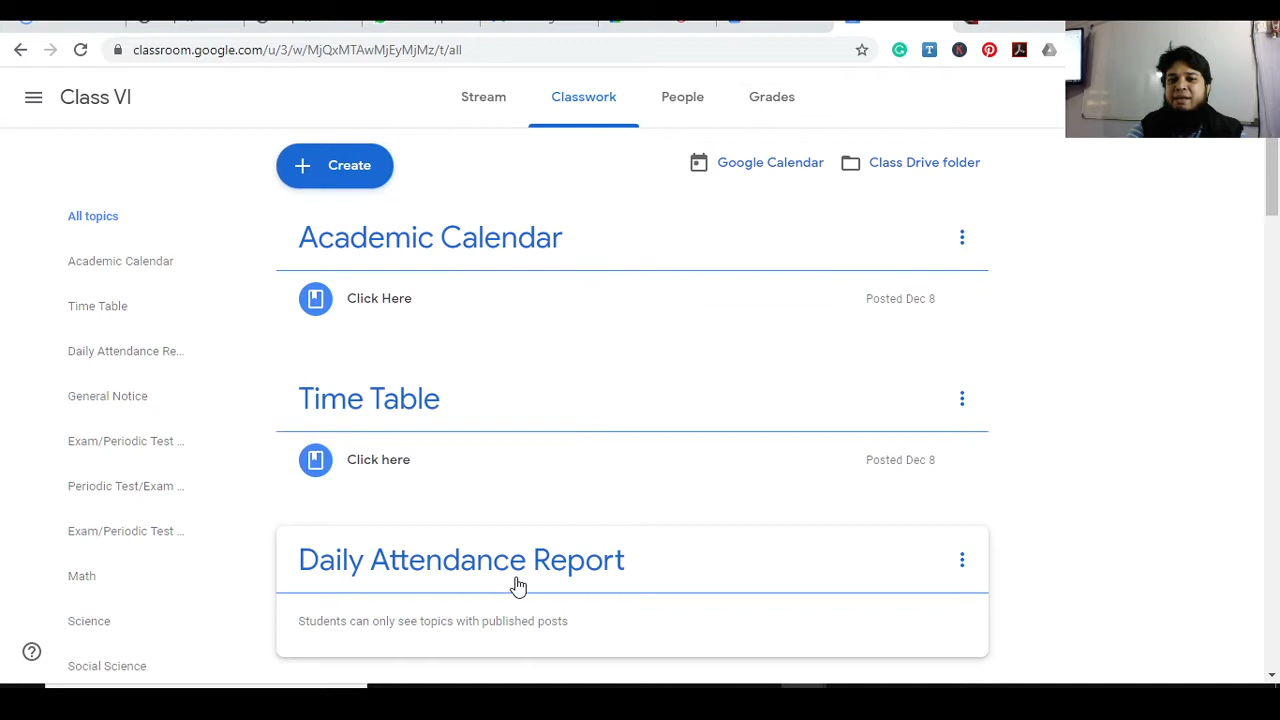 classroom.google.com/u/3/w/MjQxMTAwMjEyMjMz/t/all
Class VI
Stream
Classwork
People
Grades
Create
Google Calendar
Class Drive folder
All topics
Academic Calendar
Time Table
Daily Attendance Re...
General Notice
Exam/Periodic Test ...
Periodic Test/Exam ...
Exam/Periodic Test ...
Math
Science
Social Science
Academic Calendar
Click Here
Posted Dec 8
Time Table
Click here
Posted Dec 8
Daily Attendance Report
Students can only see topics with published posts